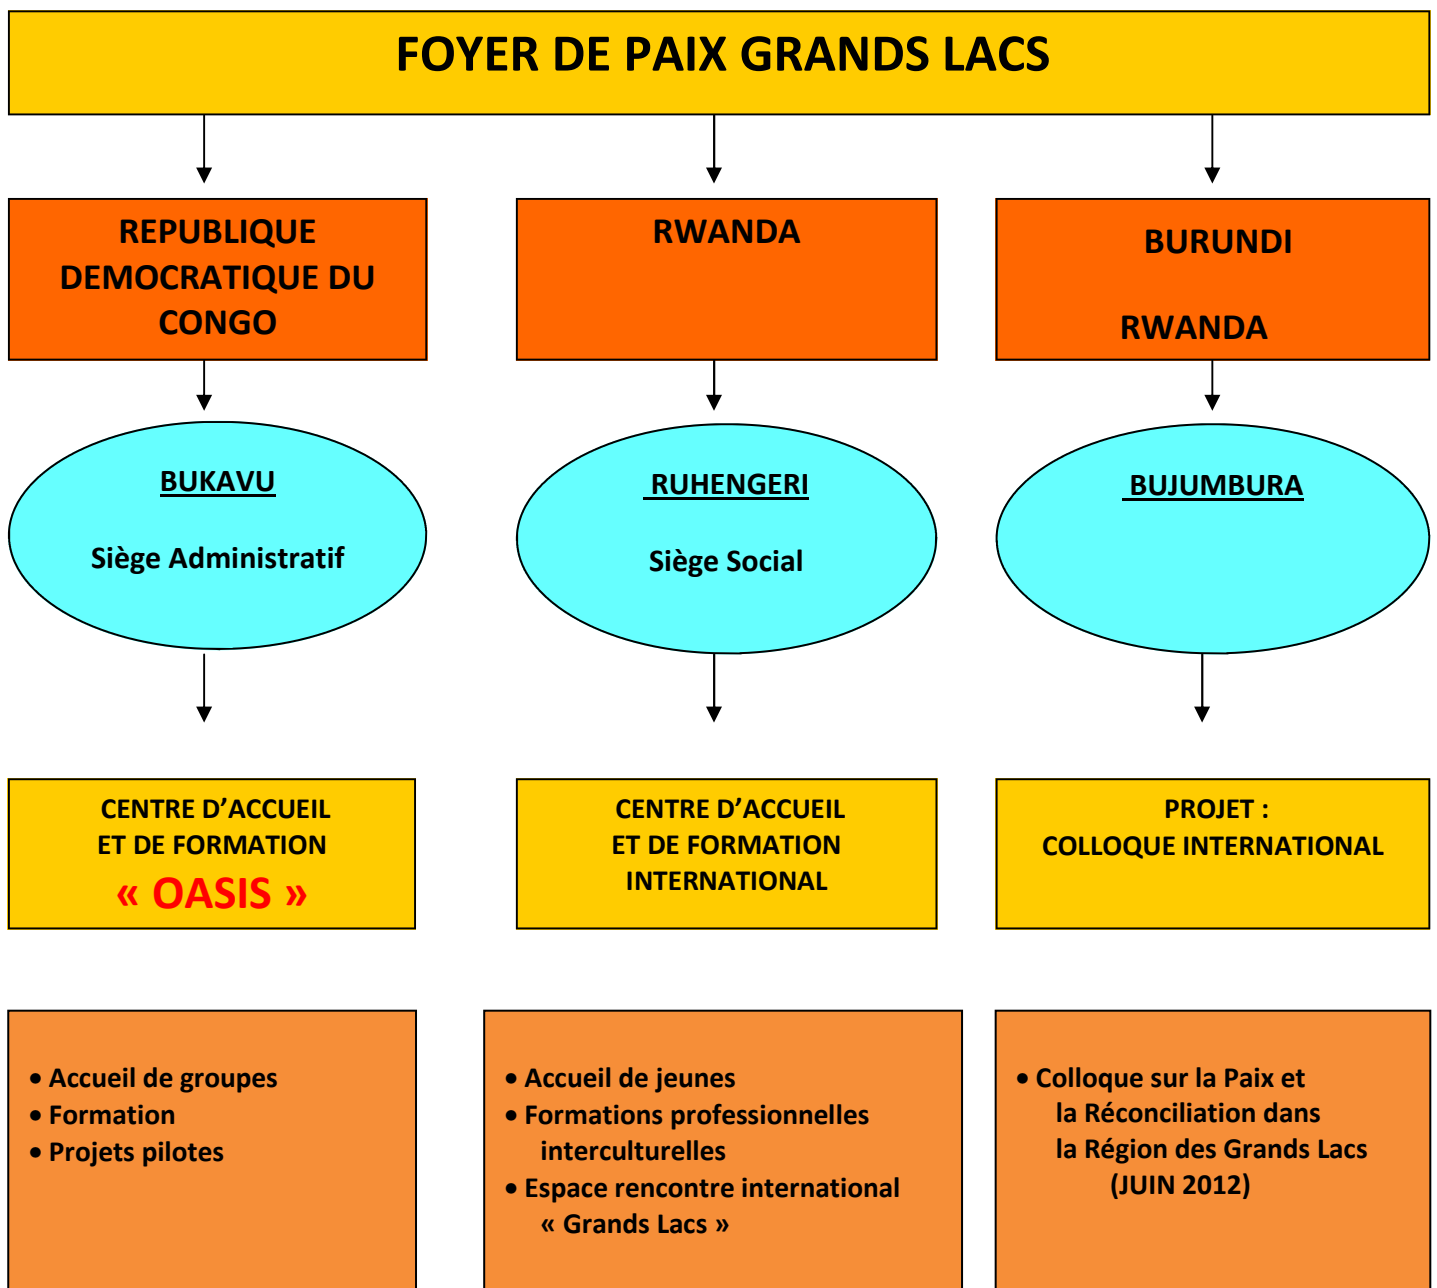 FOYER DE PAIX GRANDS LACS
REPUBLIQUE
DEMOCRATIQUE DU
CONGO
RWANDA
BURUNDI
RWANDA
BUKAVU
Siège Administratif
RUHENGERI
Siège Social
BUJUMBURA
CENTRE D’ACCUEIL
ET DE FORMATION
« OASIS »
CENTRE D’ACCUEIL
ET DE FORMATION
INTERNATIONAL
PROJET :
COLLOQUE INTERNATIONAL
• Accueil de groupes
• Formation
• Projets pilotes
• Accueil de jeunes
• Formations professionnelles
interculturelles
• Espace rencontre international
« Grands Lacs »
• Colloque sur la Paix et
la Réconciliation dans
la Région des Grands Lacs
(JUIN 2012)